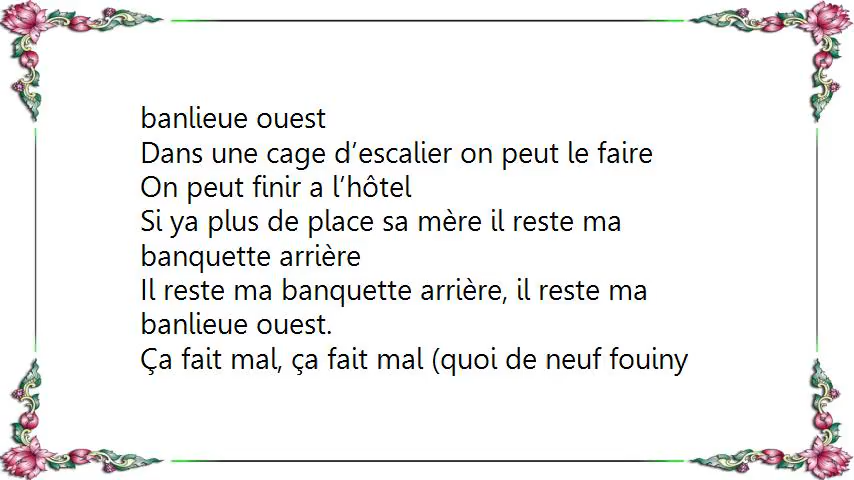 banlieue ouest
Dans une cage d’escalier on peut le faire
On peut finir a l’hôtel
Si ya plus de place sa mère il reste ma
banquette arrière
Il reste ma banquette arrière, il reste ma
banlieue ouest.
Ça fait mal, ça fait mal (quoi de neuf fouiny